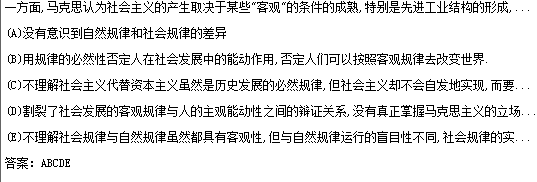 一方面,马克思认为社会主义的产生取决于某些“客观”的条件的成熟,特别是先进工业结构的形成,...
(A)没有意识到自然规律和社会规律的差异
(B)用规律的必然性否定人在社会发展中的能动作用,否定人们可以按照客观规律去改变世界.
(C)不理解社会主义代替资本主义虽然是历史发展的必然规律,但社会主义却不会自发地实现,而要...
(D)割裂了社会发展的客观规律与人的主观能动性之间的辩证关系,没有真正掌握马克思主义的立场...
(E)不理解社会规律与自然规律虽然都具有客观性,但与自然规律运行的盲目性不同,社会规律的实...
答案: ABCDE